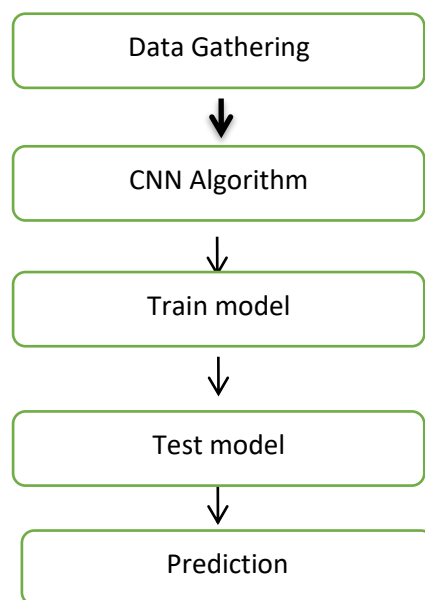 Data Gathering
CNN Algorithm
Train model
Test model
Prediction